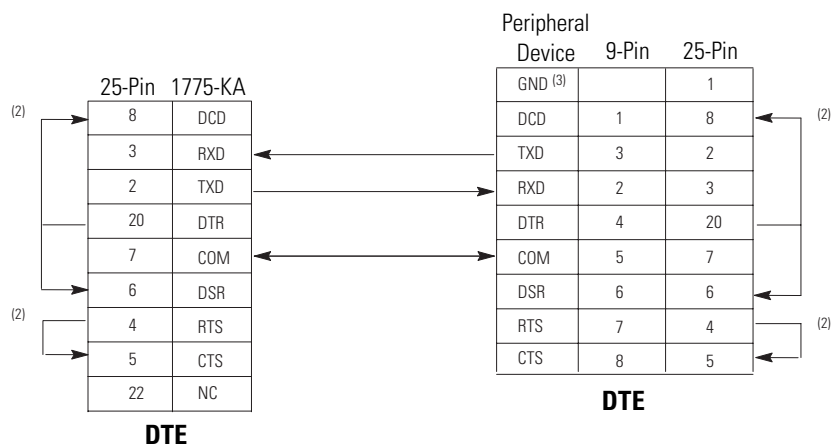 Peripheral
Device 9-Pin 25-Pin
GND (3) 1
25-Pin 1775-KA
(2) 8 DCD
DCD 1 8 (2)
3 RXD
TXD 3 2
2 TXD
RXD 2 3
20 DTR
DTR 4 20
7 COM
COM 5 7
6 DSR
DSR 6 6
(2) 4 RTS
RTS 7 4 (2)
5 CTS
CTS 8 5
22 NC
DTE
DTE